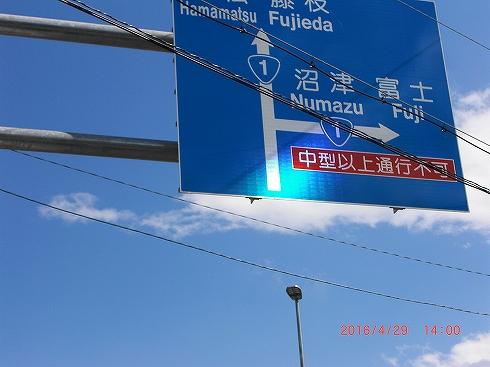 松 藤枝
Hamamatsu Fujieda
1
沼津 富士
Numazu Fuji
1
中型以上通行不可
2016/4/29 14:00